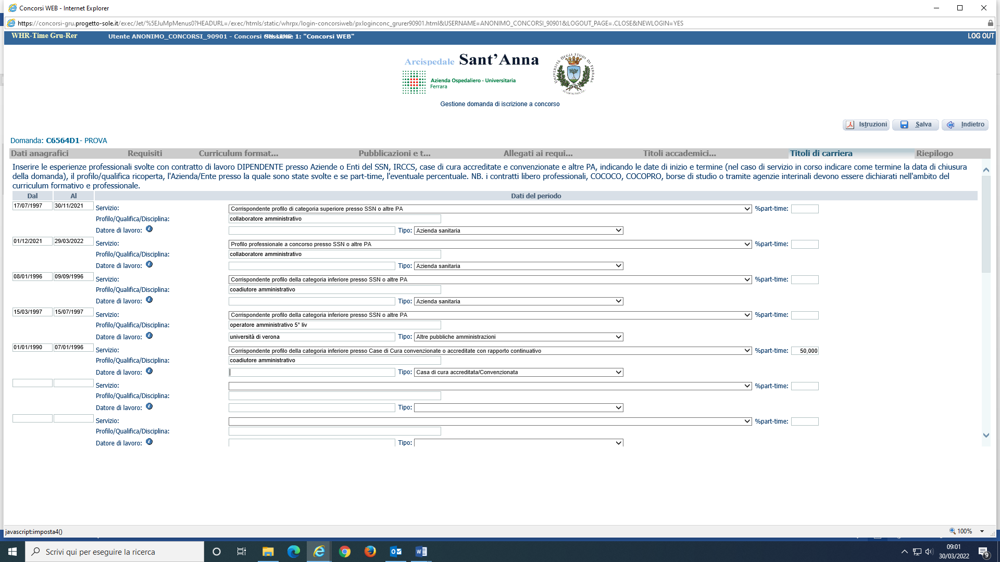 Concorsi WEB - Internet Explorer
https://concorsi-gru.progetto-sole.it/exec/Jet/%5EJuMpMenus0?HEADURL=/exec/htmls/static/whrpx/login-concorsiweb/pxloginconc_grurer90901.html&USERNAME=ANONIMO_CONCORSI_90901&LOGOUT_PAGE=.CLOSE&NEWLOGIN=YES
WHR-Time Gru-Rer Utente ANONIMO_CONCORSI_90901 - Concorsi Sessione 1: "Concorsi WEB" LOG OUT
Arcispedale Sant'Anna
Azienda Ospedaliero - Universitaria
Ferrara
Gestione domanda di iscrizione a concorso
Istruzioni Salva Indietro
Domanda: C6564D1- PROVA
Dati anagrafici Requisiti Curriculum format... Pubblicazioni e t... Allegati ai requi... Titoli accademici... Titoli di carriera Riepilogo
Inserire le esperienze professionali svolte con contratto di lavoro DIPENDENTE presso Aziende o Enti del SSN, IRCCS, case di cura accreditate e convenzionate e altre PA, indicando le date di inizio e termine (nel caso di servizio in corso indicare come termine la data di chiusura
della domanda), il profilo/qualifica ricoperta, l'Azienda/Ente presso la quale sono state svolte e se part-time, l'eventuale percentuale. NB. i contratti libero professionali, COCOCO, COCOPRO, borse di studio o tramite agenzie interinali devono essere dichiarati nell'ambito del
curriculum formativo e professionale.
Dal Al Dati del periodo
17/07/1997 30/11/2021 Servizio: Corrispondente profilo di categoria superiore presso SSN o altre PA %part-time:
Profilo/Qualifica/Disciplina: collaboratore amministrativo
Datore di lavoro: Tipo: Azienda sanitaria
01/12/2021 29/03/2022 Servizio: Profilo professionale a concorso presso SSN o altre PA %part-time:
Profilo/Qualifica/Disciplina: collaboratore amministrativo
Datore di lavoro: Tipo: Azienda sanitaria
08/01/1996 09/09/1996 Servizio: Corrispondente profilo della categoria inferiore presso SSN o altre PA %part-time:
Profilo/Qualifica/Disciplina: coadiutore amministrativo
Datore di lavoro: Tipo: Azienda sanitaria
15/03/1997 15/07/1997 Servizio: Corrispondente profilo della categoria inferiore presso SSN o altre PA %part-time:
Profilo/Qualifica/Disciplina: operatore amministrativo 5° liv
Datore di lavoro: università di verona Tipo: Altre pubbliche amministrazioni
01/01/1990 07/01/1996 Servizio: Corrispondente profilo della categoria inferiore presso Case di Cura convenzionate o accreditate con rapporto continuativo %part-time: 50,000
Profilo/Qualifica/Disciplina: coadiutore amministrativo
Datore di lavoro: Tipo: Casa di cura accreditata/Convenzionata
Servizio: %part-time:
Profilo/Qualifica/Disciplina:
Datore di lavoro: Tipo:
Servizio: %part-time:
Profilo/Qualifica/Disciplina:
Datore di lavoro: Tipo:
javascript:imposta4()
100%
Scrivi qui per eseguire la ricerca
09:01
30/03/2022
9